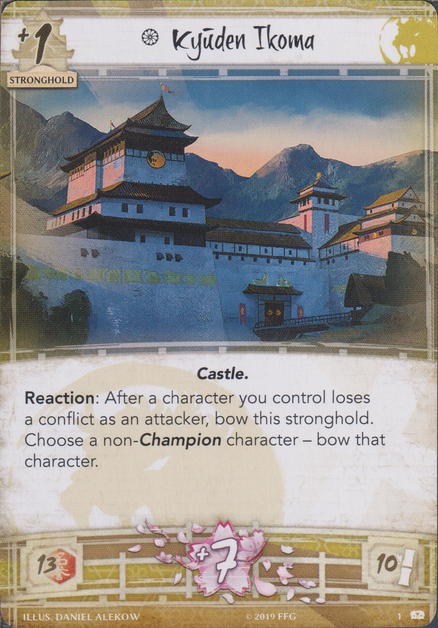 +1
Kyūden Ikoma
STRONGHOLD
Castle.
Reaction: After a character you control loses
a conflict as an attacker, bow this stronghold.
Choose a non-Champion character – bow that
character.
13
+7
10
ILLUS. DANIEL ALEKOW
© 2019 FFG
1